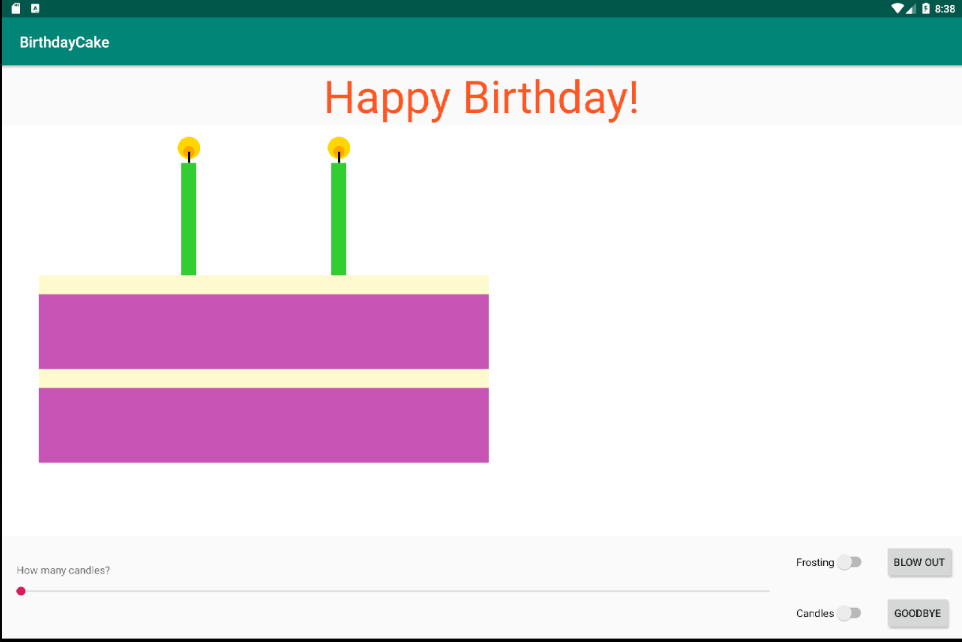 8:38
BirthdayCake
Happy Birthday!
How many candles?
Frosting
BLOW OUT
Candles
GOODBYE